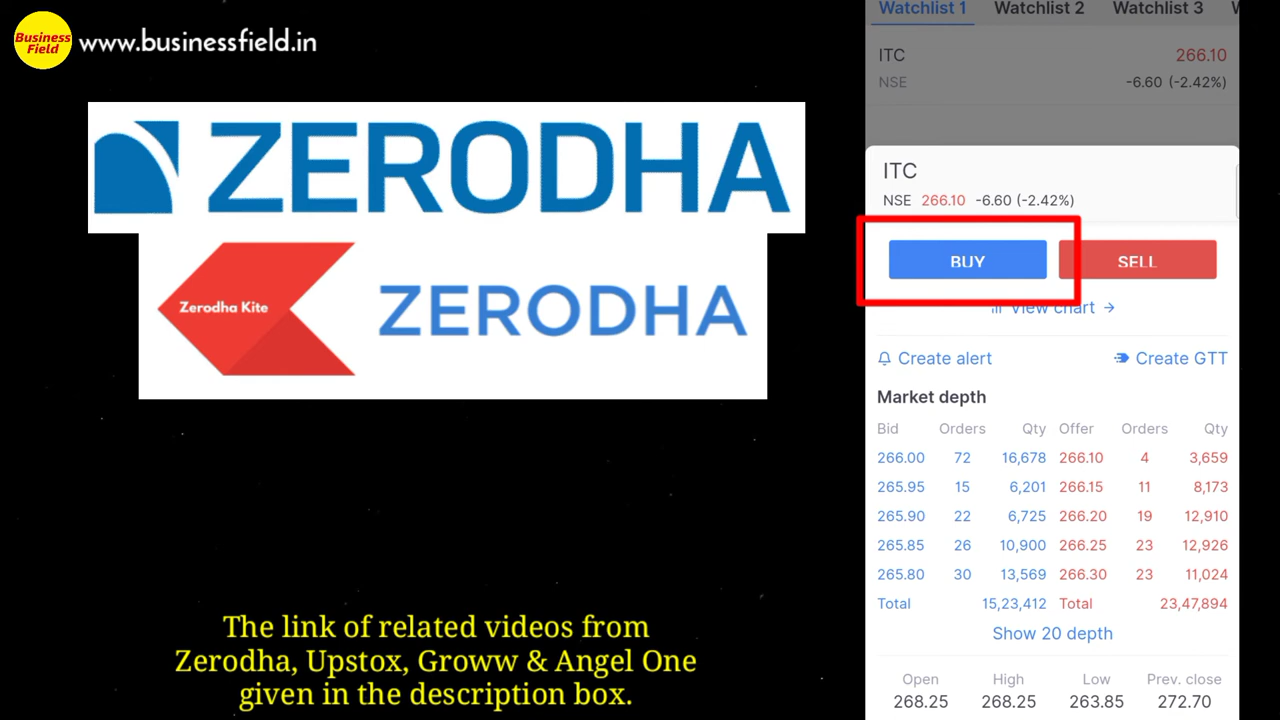 Business
Field
www.businessfield.in
ZERODHA
Zerodha Kite
ZERODHA
The link of related videos from
Zerodha, Upstox, Groww & Angel One
given in the description box.
Watchlist 1 Watchlist 2 Watchlist 3 W
ITC 266.10
NSE -6.60 (-2.42%)
ITC
NSE 266.10 -6.60 (-2.42%)
BUY SELL
View chart →
Create alert Create GTT
Market depth
Bid Orders Qty Offer Orders Qty
266.00 72 16,678 266.10 4 3,659
265.95 15 6,201 266.15 11 8,173
265.90 22 6,725 266.20 19 12,910
265.85 26 10,900 266.25 23 12,926
265.80 30 13,569 266.30 23 11,024
Total 15,23,412 Total 23,47,894
Show 20 depth
Open High Low Prev. close
268.25 268.25 263.85 272.70